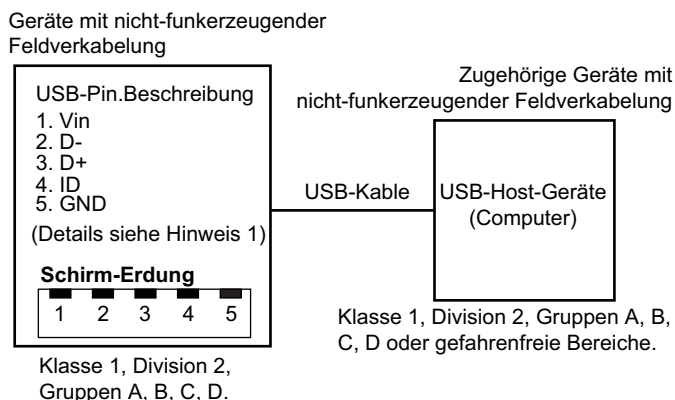 Geräte mit nicht-funkerzeugender
Feldverkabelung
USB-Pin.Beschreibung
1. Vin
2. D-
3. D+
4. ID
5. GND
(Details siehe Hinweis 1)
Schirm-Erdung
1 2 3 4 5
Klasse 1, Division 2,
Gruppen A, B, C, D.
USB-Kable
Zugehörige Geräte mit
nicht-funkerzeugender Feldverkabelung
USB-Host-Geräte
(Computer)
Klasse 1, Division 2, Gruppen A, B,
C, D oder gefahrenfreie Bereiche.